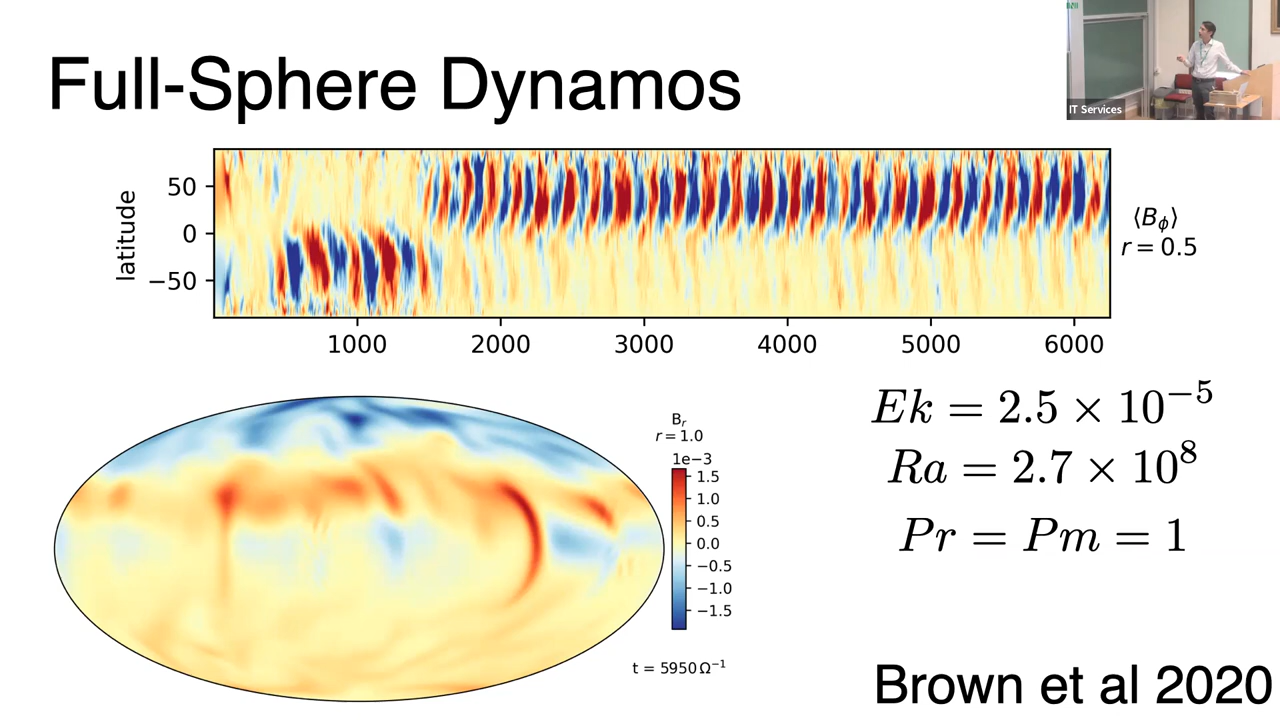 Full-Sphere Dynamos
IT Services
latitude
50
0
−50
⟨B_ϕ⟩
r = 0.5
1000 2000 3000 4000 5000 6000
B_r
r = 1.0
1e−3
1.5
1.0
0.5
0.0
−0.5
−1.0
−1.5
t = 5950 Ω⁻¹
Ek = 2.5 × 10⁻⁵
Ra = 2.7 × 10⁸
Pr = Pm = 1
Brown et al 2020